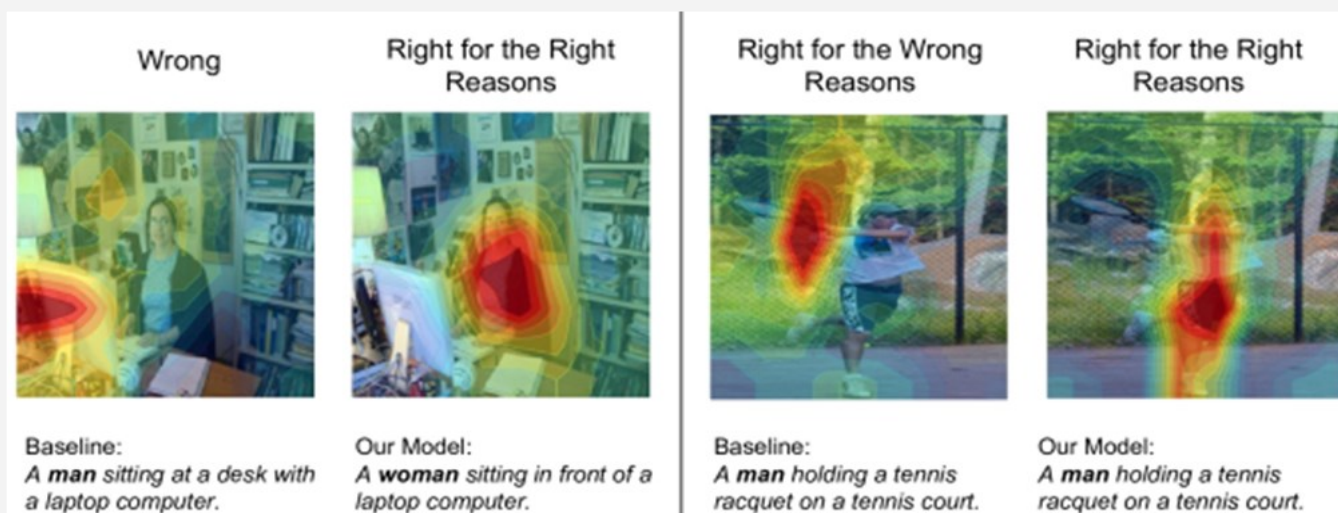 Wrong
Right for the Right
Reasons
Right for the Wrong
Reasons
Right for the Right
Reasons
Baseline:
A man sitting at a desk with
a laptop computer.
Our Model:
A woman sitting in front of a
laptop computer.
Baseline:
A man holding a tennis
racquet on a tennis court.
Our Model:
A man holding a tennis
racquet on a tennis court.